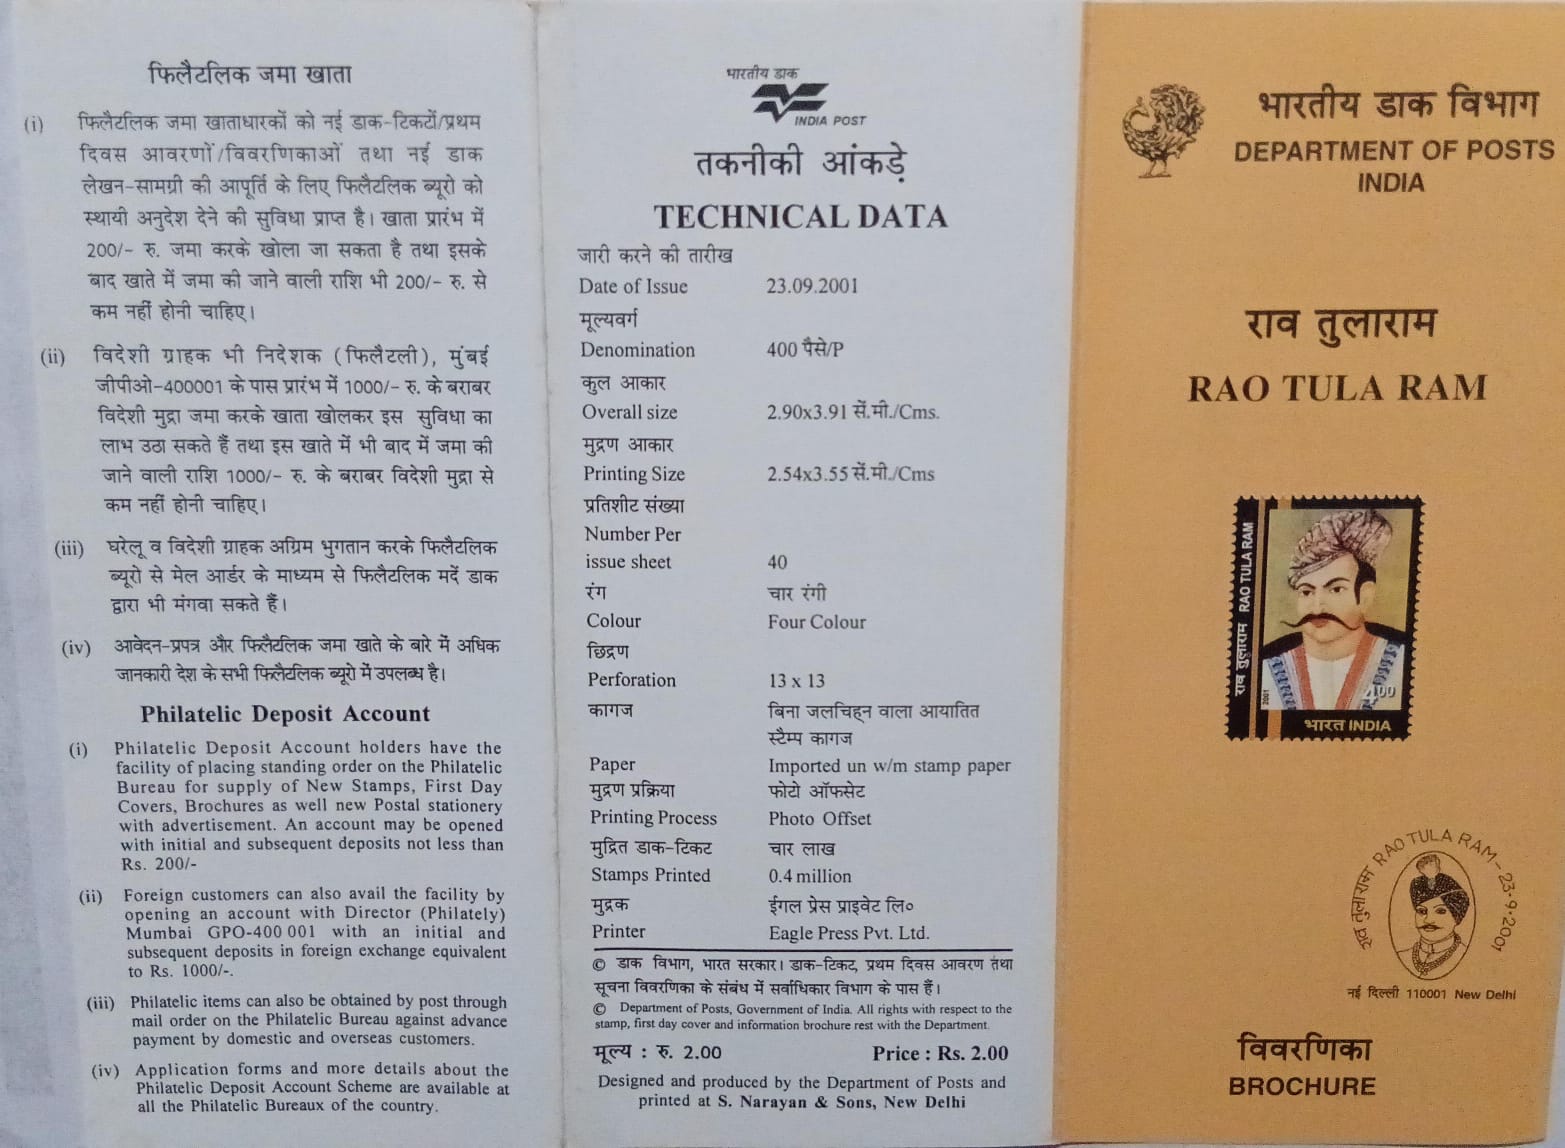 फिलैटलिक जमा खाता
(i) फिलैटलिक जमा खाताधारकों को नई डाक-टिकटों/प्रथम
दिवस आवरणों/विवरणिकाओं तथा नई डाक
लेखन-सामग्री की आपूर्ति के लिए फिलैटलिक ब्यूरो को
स्थायी अनुदेश देने की सुविधा प्राप्त है। खाता प्रारंभ में
200/- रु. जमा करके खोला जा सकता है तथा इसके
बाद खाते में जमा की जाने वाली राशि भी 200/- रु. से
कम नहीं होनी चाहिए।
(ii) विदेशी ग्राहक भी निदेशक (फिलैटली), मुंबई
जीपीओ-400001 के पास प्रारंभ में 1000/- रु. के बराबर
विदेशी मुद्रा जमा करके खाता खोलकर इस सुविधा का
लाभ उठा सकते हैं तथा इस खाते में भी बाद में जमा की
जाने वाली राशि 1000/- रु. के बराबर विदेशी मुद्रा से
कम नहीं होनी चाहिए।
(iii) घरेलू व विदेशी ग्राहक अग्रिम भुगतान करके फिलैटलिक
ब्यूरो से मेल आर्डर के माध्यम से फिलैटलिक मदें डाक
द्वारा भी मंगवा सकते हैं।
(iv) आवेदन-प्रपत्र और फिलैटलिक जमा खाते के बारे में अधिक
जानकारी देश के सभी फिलैटलिक ब्यूरो में उपलब्ध है।
Philatelic Deposit Account
(i) Philatelic Deposit Account holders have the
facility of placing standing order on the Philatelic
Bureau for supply of New Stamps, First Day
Covers, Brochures as well new Postal stationery
with advertisement. An account may be opened
with initial and subsequent deposits not less than
Rs. 200/-
(ii) Foreign customers can also avail the facility by
opening an account with Director (Philately)
Mumbai GPO-400 001 with an initial and
subsequent deposits in foreign exchange equivalent
to Rs. 1000/-.
(iii) Philatelic items can also be obtained by post through
mail order on the Philatelic Bureau against advance
payment by domestic and overseas customers.
(iv) Application forms and more details about the
Philatelic Deposit Account Scheme are available at
all the Philatelic Bureaux of the country.
भारतीय डाक
INDIA POST
तकनीकी आंकड़े
TECHNICAL DATA
जारी करने की तारीख
Date of Issue 23.09.2001
मूल्यवर्ग
Denomination 400 पैसे/P
कुल आकार
Overall size 2.90x3.91 सें.मी./Cms.
मुद्रण आकार
Printing Size 2.54x3.55 सें.मी./Cms
प्रतिशीट संख्या
Number Per
issue sheet 40
रंग चार रंगी
Colour Four Colour
छिद्रण
Perforation 13 x 13
कागज बिना जलचिह्न वाला आयातित
स्टैम्प कागज
Paper Imported un w/m stamp paper
मुद्रण प्रक्रिया फोटो ऑफसेट
Printing Process Photo Offset
मुद्रित डाक-टिकट चार लाख
Stamps Printed 0.4 million
मुद्रक ईगल प्रेस प्राइवेट लि०
Printer Eagle Press Pvt. Ltd.
© डाक विभाग, भारत सरकार। डाक-टिकट, प्रथम दिवस आवरण तथा
सूचना विवरणिका के संबंध में सर्वाधिकार विभाग के पास हैं।
© Department of Posts, Government of India. All rights with respect to the
stamp, first day cover and information brochure rest with the Department.
मूल्य : रु. 2.00 Price : Rs. 2.00
Designed and produced by the Department of Posts and
printed at S. Narayan & Sons, New Delhi
भारतीय डाक विभाग
DEPARTMENT OF POSTS
INDIA
राव तुलाराम
RAO TULA RAM
राव तुलाराम RAO TULA RAM
2001
4.00
भारत INDIA
राव तुलाराम RAO TULA RAM-23-9-2001
नई दिल्ली 110001 New Delhi
विवरणिका
BROCHURE